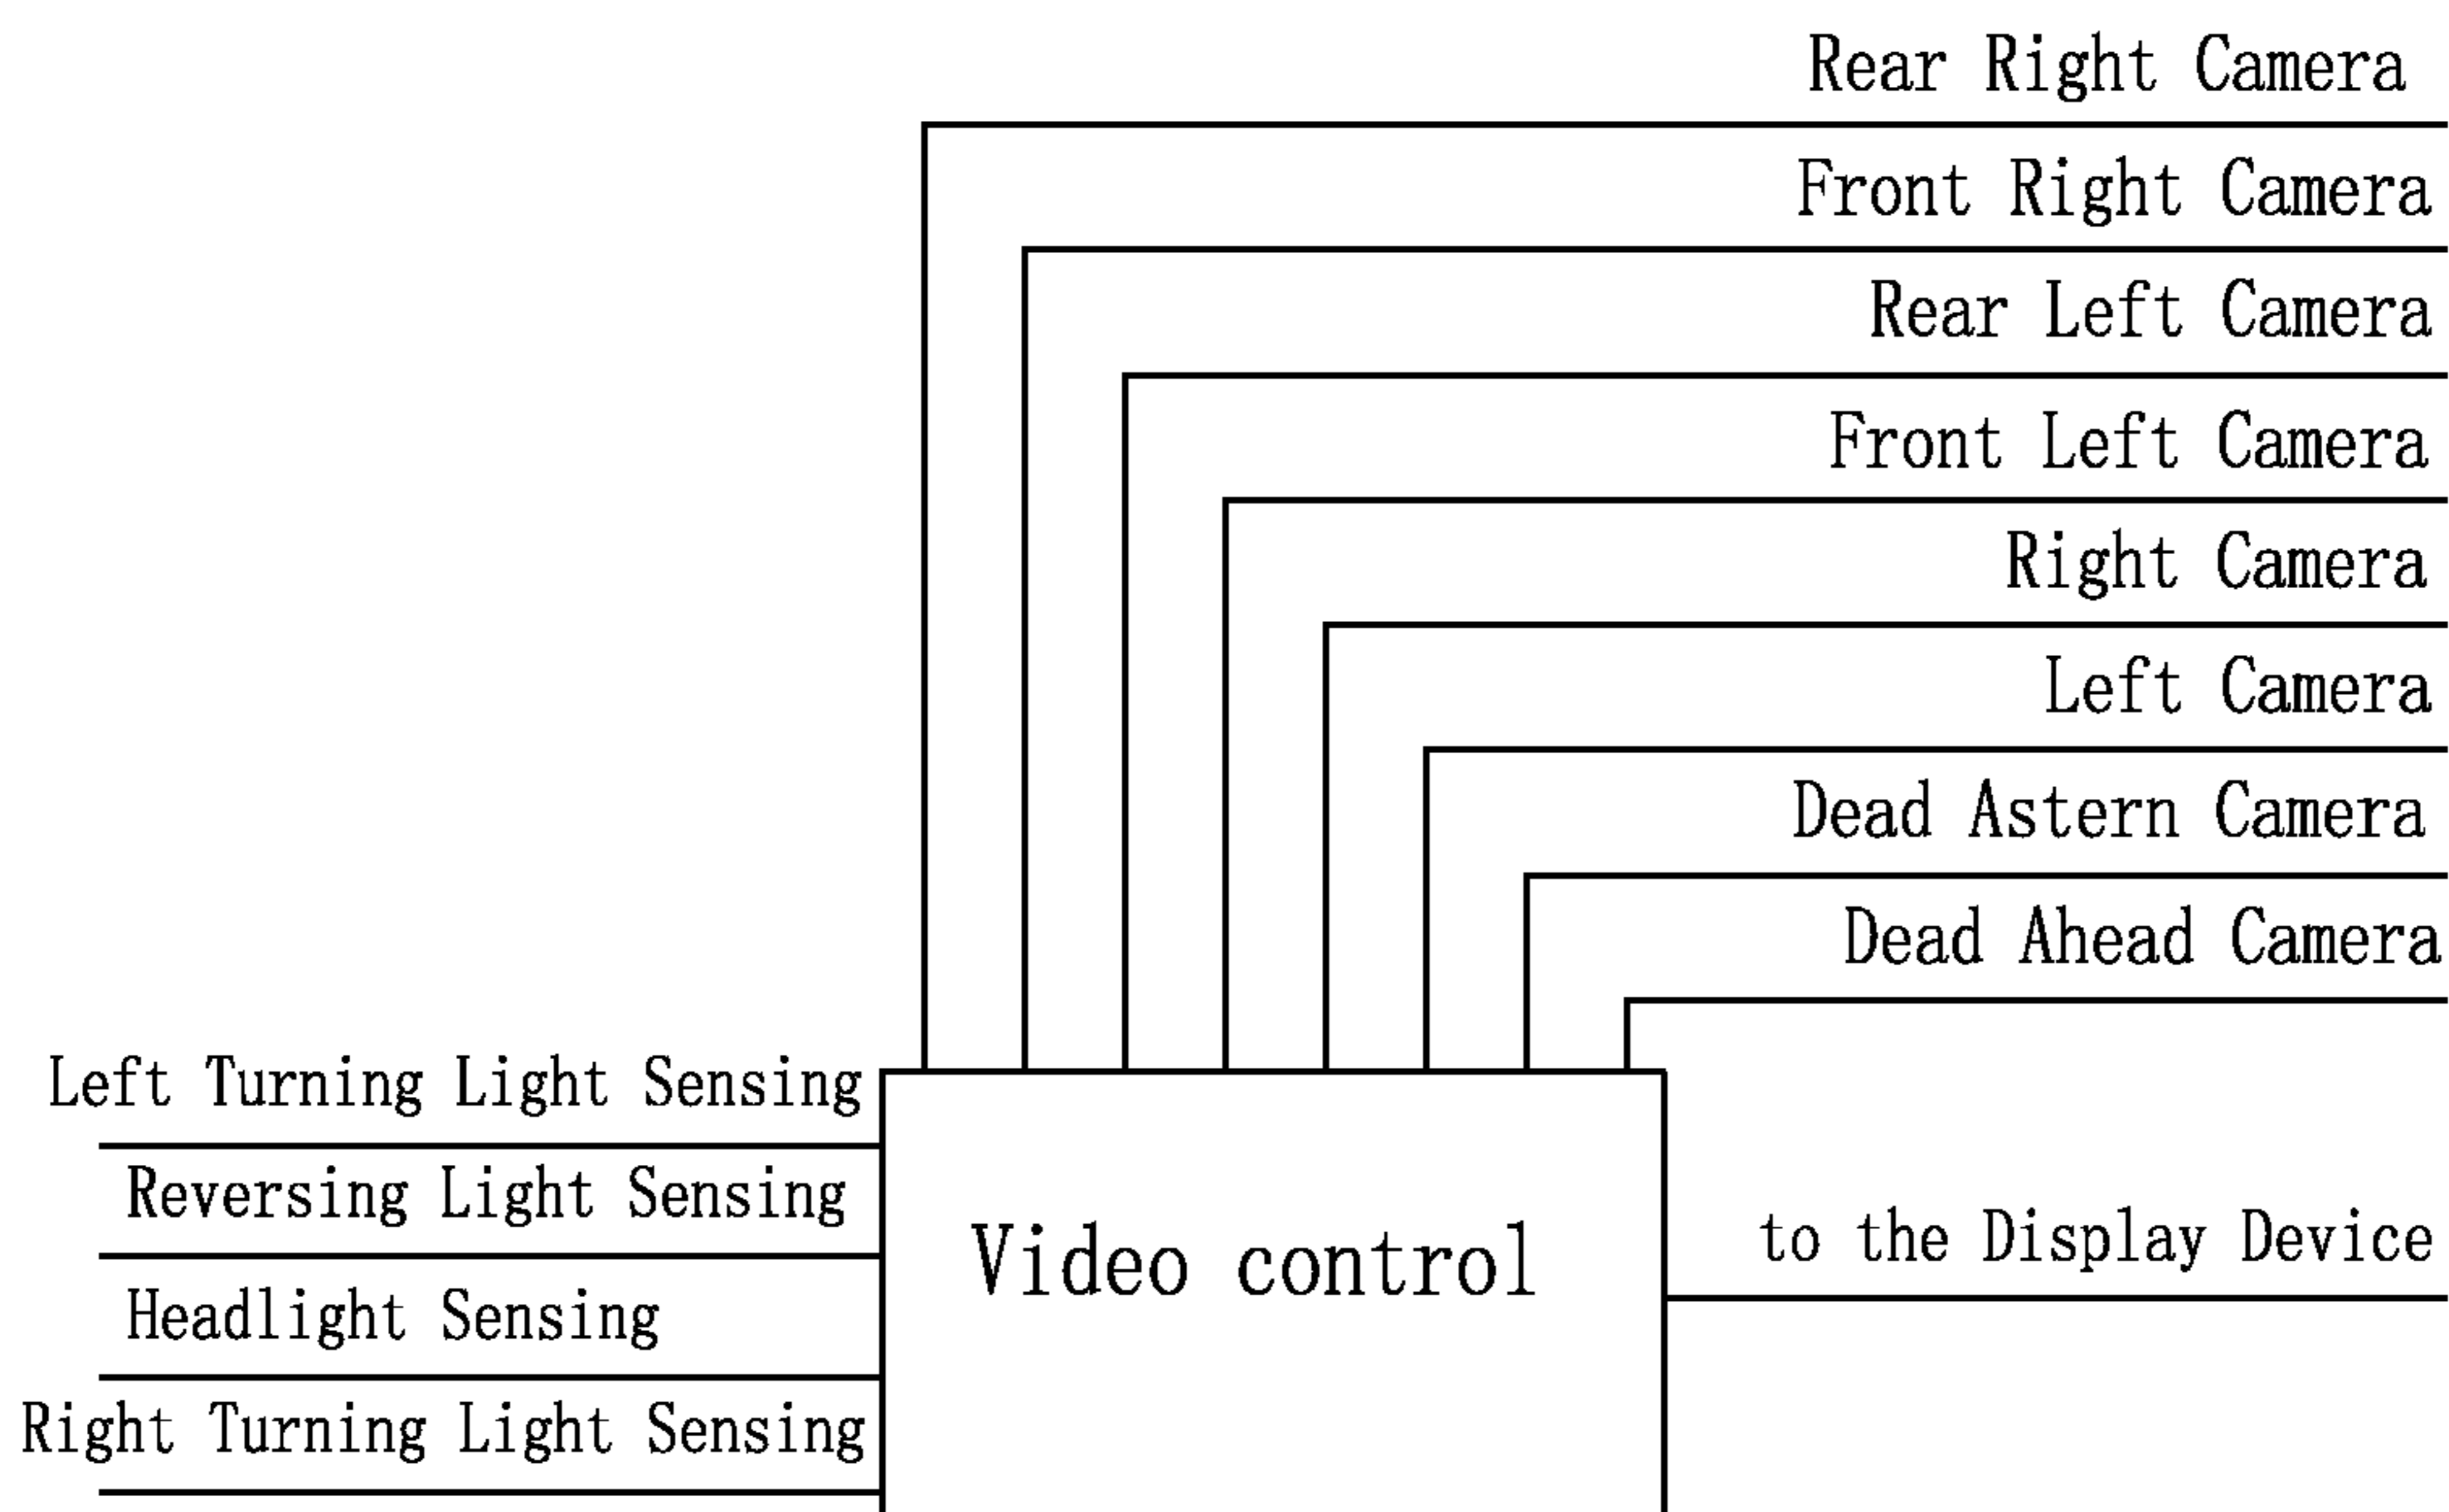 Rear Right Camera
Front Right Camera
Rear Left Camera
Front Left Camera
Right Camera
Left Camera
Dead Astern Camera
Dead Ahead Camera
Left Turning Light Sensing
Reversing Light Sensing
Headlight Sensing
Right Turning Light Sensing
Video control
to the Display Device